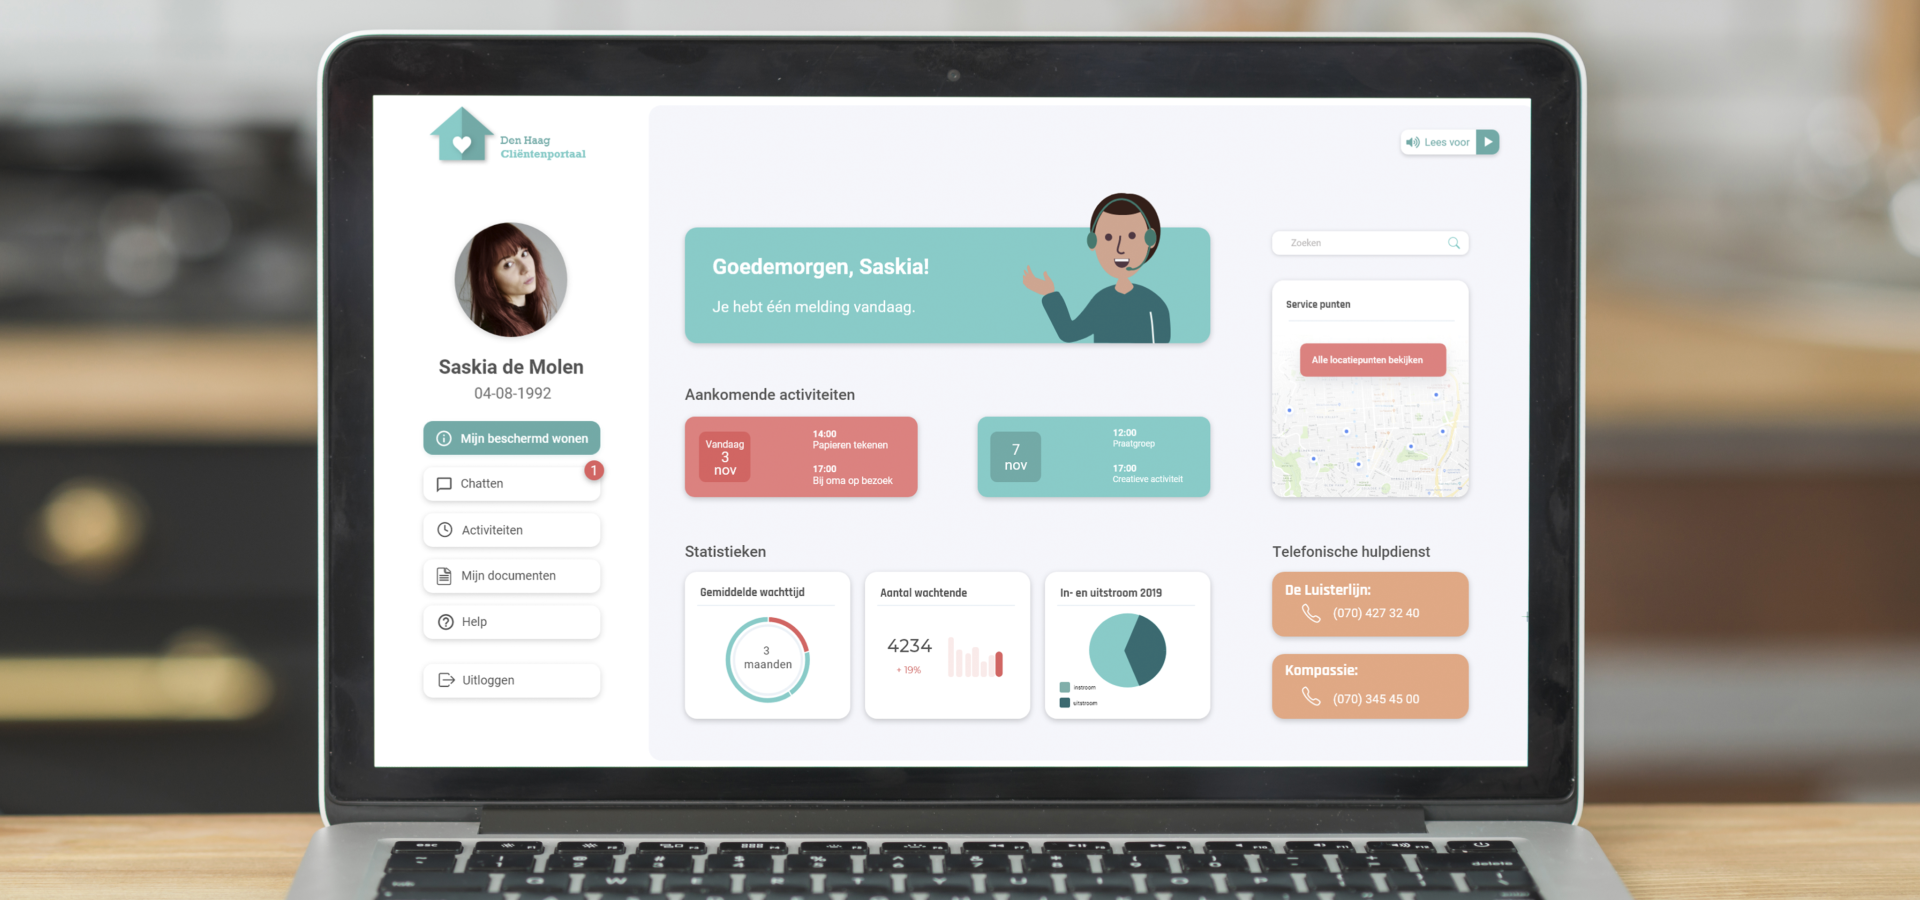 Den Haag
Cliëntenportaal
Lees voor
Saskia de Molen
04-08-1992
Mijn beschermd wonen
Chatten
1
Activiteiten
Mijn documenten
Help
Uitloggen
Goedemorgen, Saskia!
Je hebt één melding vandaag.
Zoeken
Service punten
Alle locatiepunten bekijken
Aankomende activiteiten
Vandaag
3
nov
14:00
Papieren tekenen
17:00
Bij oma op bezoek
7
nov
12:00
Praatgroep
17:00
Creatieve activiteit
Statistieken
Gemiddelde wachttijd
3
maanden
Aantal wachtende
4234
+ 19%
In- en uitstroom 2019
instroom
uitstroom
Telefonische hulpdienst
De Luisterlijn:
(070) 427 32 40
Kompassie:
(070) 345 45 00
esc
delete
tab